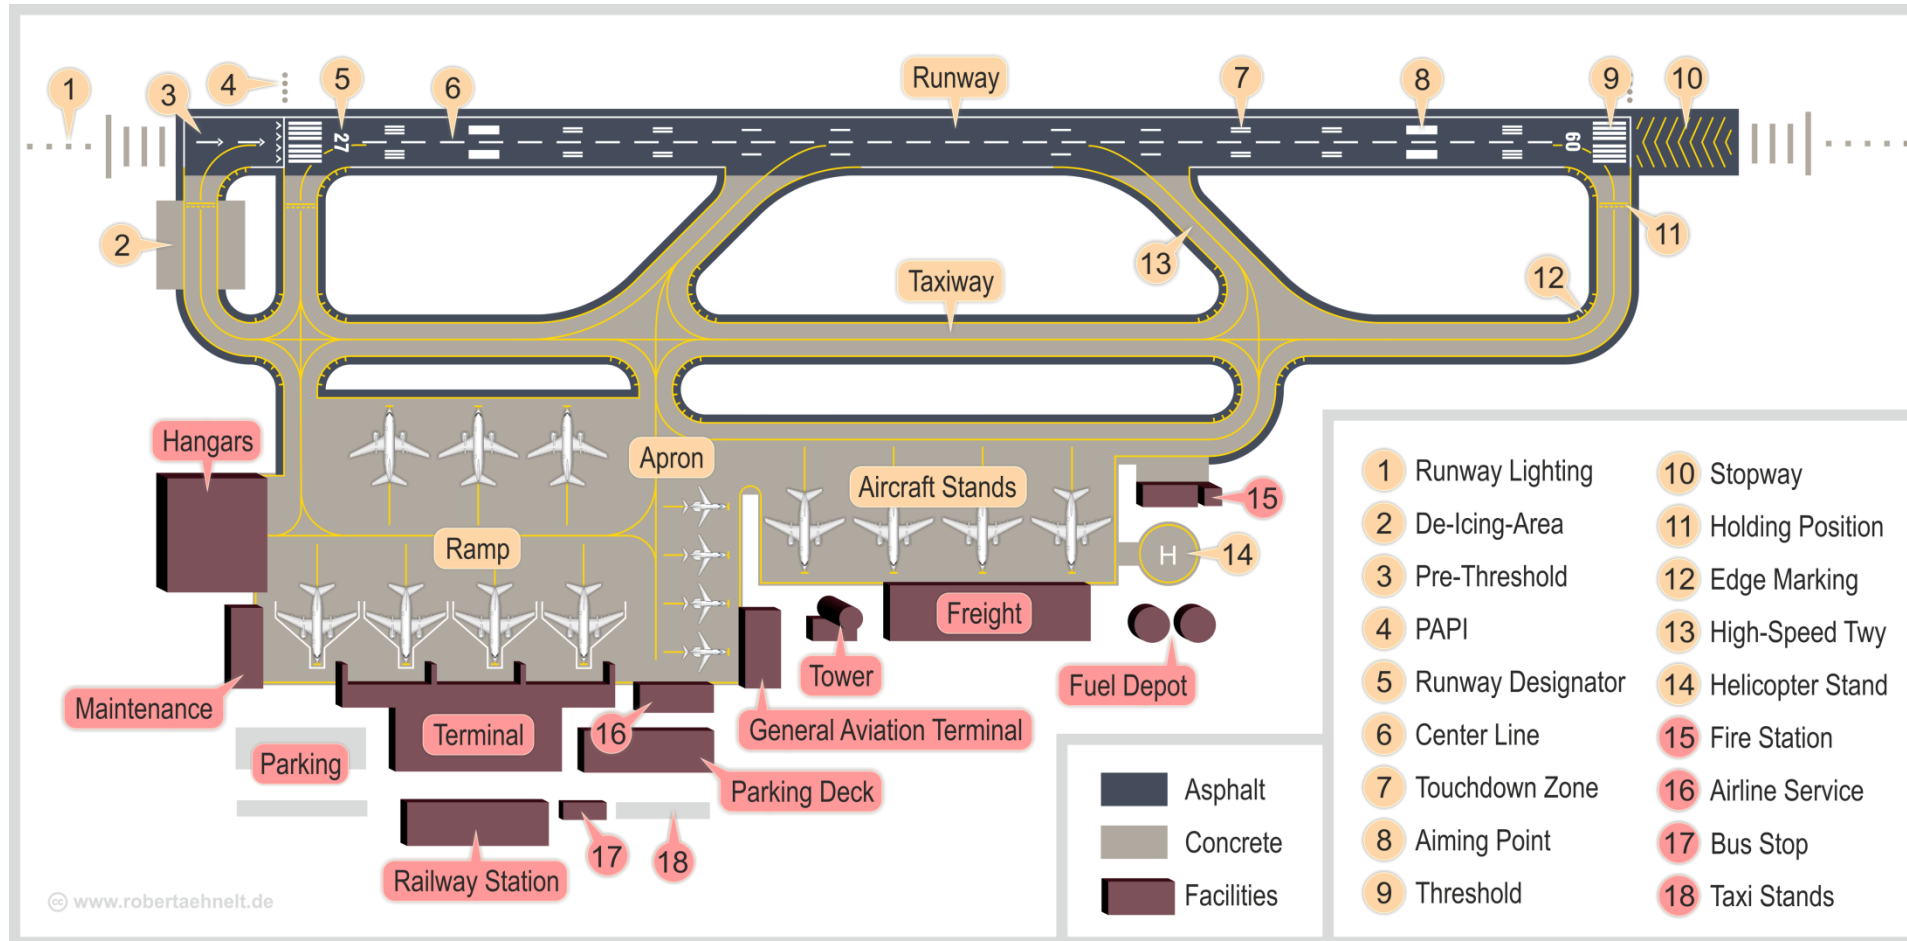 1
3
4
5
6
Runway
7
8
9
10
27
09
2
11
13
12
Taxiway
Hangars
Apron
Aircraft Stands
15
Ramp
H
14
Freight
Tower
Fuel Depot
Maintenance
Terminal
16
General Aviation Terminal
Parking
Parking Deck
Railway Station
17
18
Asphalt
Concrete
Facilities
1 Runway Lighting
2 De-Icing-Area
3 Pre-Threshold
4 PAPI
5 Runway Designator
6 Center Line
7 Touchdown Zone
8 Aiming Point
9 Threshold
10 Stopway
11 Holding Position
12 Edge Marking
13 High-Speed Twy
14 Helicopter Stand
15 Fire Station
16 Airline Service
17 Bus Stop
18 Taxi Stands
cc www.robertaehnelt.de